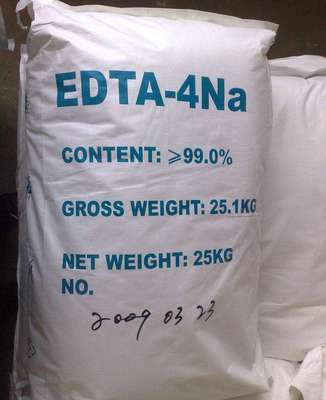 EDTA-4Na
CONTENT: ≥99.0%
GROSS WEIGHT: 25.1KG
NET WEIGHT: 25KG
NO.
2009 03 23